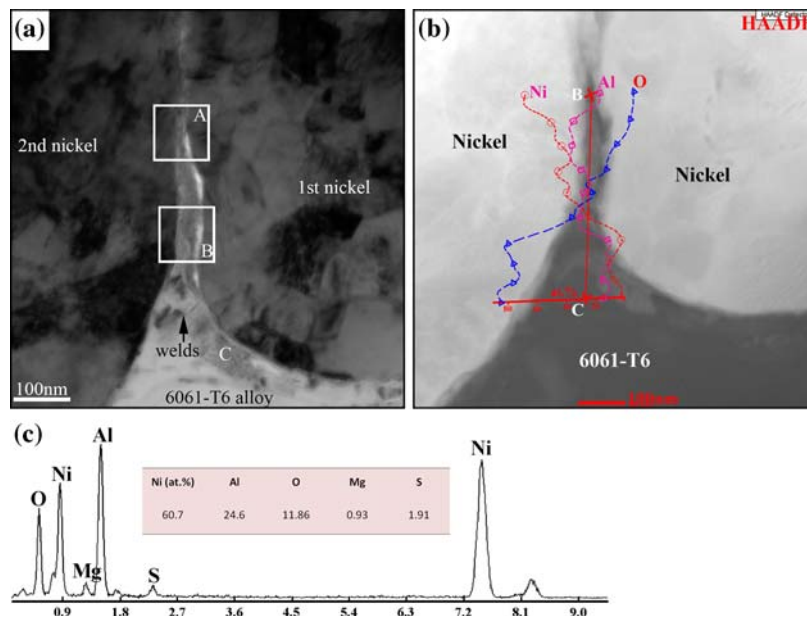 (a)
A
2nd nickel
1st nickel
B
welds
C
100nm
6061-T6 alloy
(b)
HAADF
Ni
B
Al
O
Nickel
Nickel
C
6061-T6
100nm
(c)
O
Ni
Al
Mg
S
Ni
Ni (at.%) Al O Mg S
60.7 24.6 11.86 0.93 1.91
0.9 1.8 2.7 3.6 4.5 5.4 6.3 7.2 8.1 9.0